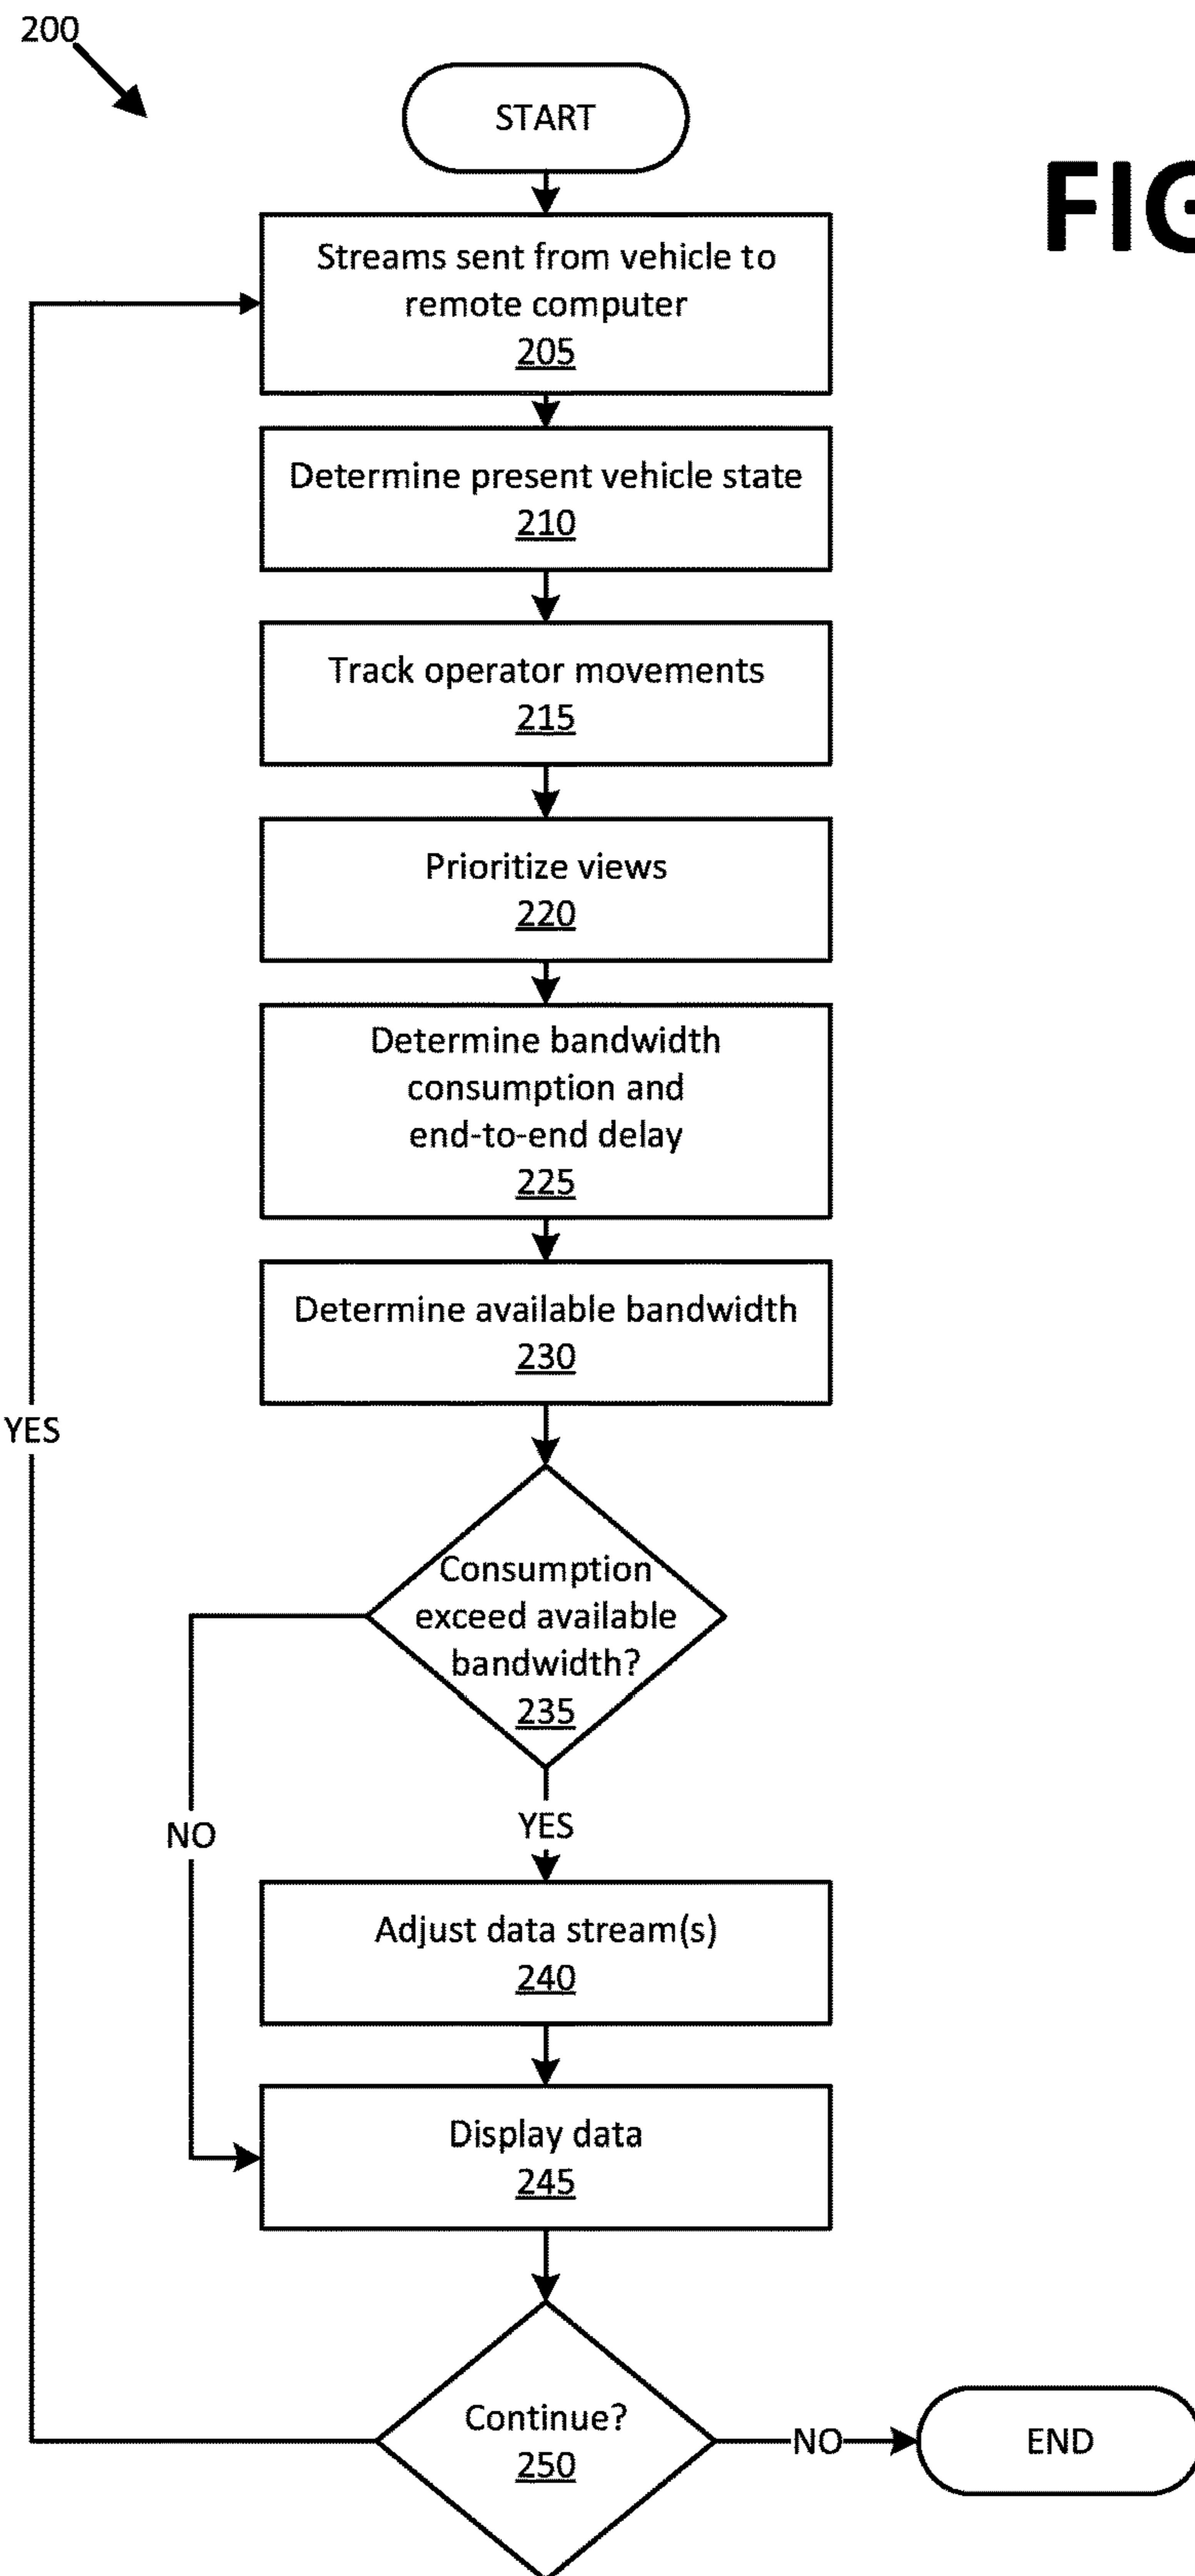 200
START
FIG
Streams sent from vehicle to
remote computer
205
Determine present vehicle state
210
Track operator movements
215
Prioritize views
220
Determine bandwidth
consumption and
end-to-end delay
225
Determine available bandwidth
230
YES
Consumption
exceed available
bandwidth?
235
NO
YES
Adjust data stream(s)
240
Display data
245
Continue?
250
NO
END